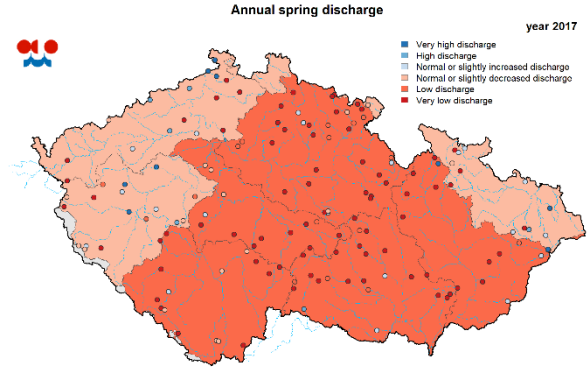 Annual spring discharge
year 2017
Very high discharge
High discharge
Normal or slightly increased discharge
Normal or slightly decreased discharge
Low discharge
Very low discharge